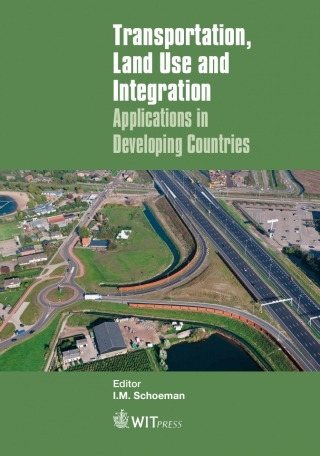 Transportation,
Land Use and
Integration
Applications in
Developing Countries
Editor
I.M. Schoeman
WIT PRESS